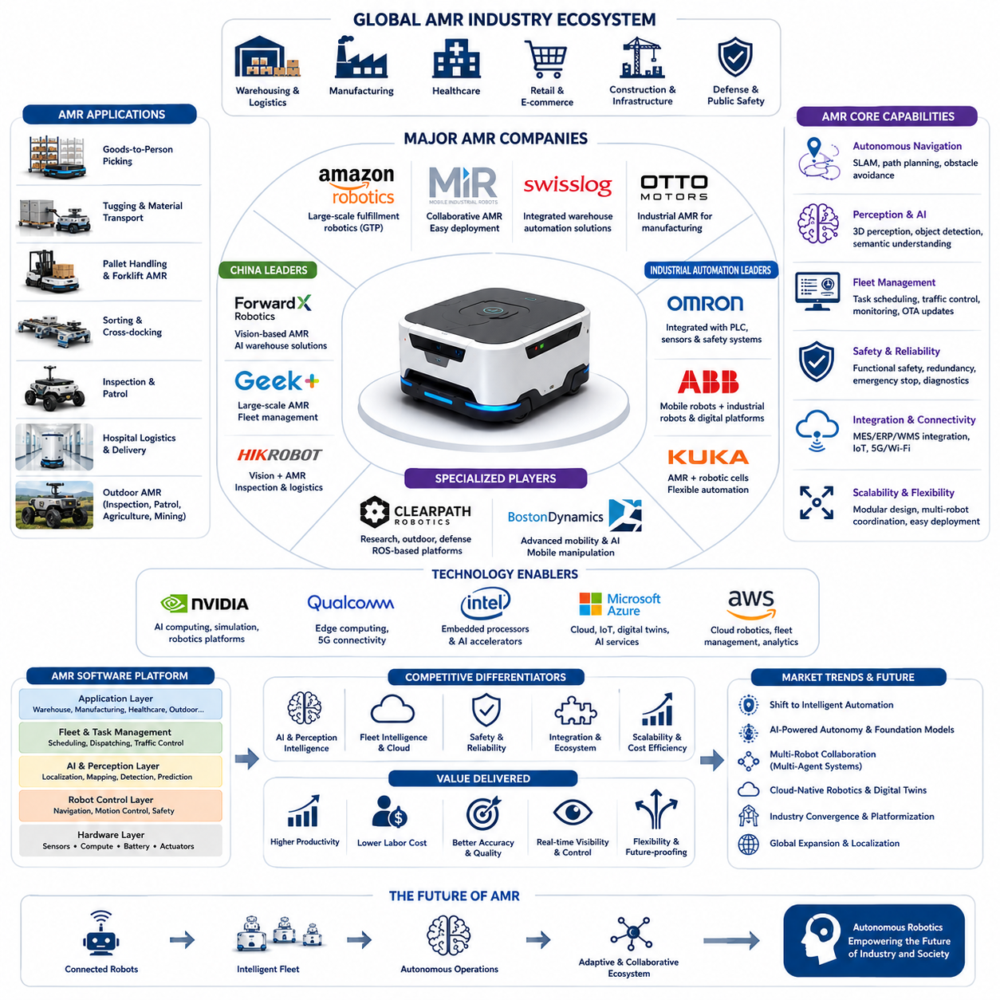 GLOBAL AMR INDUSTRY ECOSYSTEM
Warehousing &
Logistics
Manufacturing
Healthcare
Retail &
E-commerce
Construction &
Infrastructure
Defense &
Public Safety
AMR APPLICATIONS
Goods-to-Person
Picking
Tugging & Material
Transport
Pallet Handling
& Forklift AMR
Sorting &
Cross-docking
Inspection &
Patrol
Hospital Logistics
& Delivery
Outdoor AMR
(Inspection, Patrol,
Agriculture, Mining)
MAJOR AMR COMPANIES
amazon
robotics
Large-scale fulfillment
robotics (GTP)
MiR
MOBILE INDUSTRIAL ROBOTS
Collaborative AMR
Easy deployment
swisslog
Integrated warehouse
automation solutions
OTTO
MOTORS
Industrial AMR for
manufacturing
CHINA LEADERS
ForwardX
Robotics
Vision-based AMR
AI warehouse solutions
Geek+
Large-scale AMR
Fleet management
HIKROBOT
Vision + AMR
Inspection & logistics
INDUSTRIAL AUTOMATION LEADERS
OMRON
Integrated with PLC,
sensors & safety systems
ABB
Mobile robots + industrial
robots & digital platforms
KUKA
AMR + robotic cells
Flexible automation
SPECIALIZED PLAYERS
CLEARPATH
ROBOTICS
Research, outdoor, defense
ROS-based platforms
BostonDynamics
Advanced mobility & AI
Mobile manipulation
AMR CORE CAPABILITIES
Autonomous Navigation
SLAM, path planning, obstacle
avoidance
Perception & AI
3D perception, object detection,
semantic understanding
Fleet Management
Task scheduling, traffic control,
monitoring, OTA updates
Safety & Reliability
Functional safety, redundancy,
emergency stop, diagnostics
Integration & Connectivity
MES/ERP/WMS integration,
IoT, 5G/Wi-Fi
Scalability & Flexibility
Modular design, multi-robot
coordination, easy deployment
TECHNOLOGY ENABLERS
NVIDIA
AI computing, simulation,
robotics platforms
Qualcomm
Edge computing,
5G connectivity
intel
Embedded processors
& AI accelerators
Microsoft
Azure
Cloud, IoT, digital twins,
AI services
aws
Cloud robotics, fleet
management, analytics
AMR SOFTWARE PLATFORM
Application Layer
Warehouse, Manufacturing, Healthcare, Outdoor...
Fleet & Task Management
Scheduling, Dispatching, Traffic Control
AI & Perception Layer
Localization, Mapping, Detection, Prediction
Robot Control Layer
Navigation, Motion Control, Safety
Hardware Layer
Sensors • Compute • Battery • Actuators
COMPETITIVE DIFFERENTIATORS
AI & Perception
Intelligence
Fleet Intelligence
& Cloud
Safety &
Reliability
Integration &
Ecosystem
Scalability &
Cost Efficiency
VALUE DELIVERED
Higher Productivity
$
Lower Labor Cost
Better Accuracy
& Quality
Real-time Visibility
& Control
Flexibility &
Future-proofing
MARKET TRENDS & FUTURE
Shift to Intelligent Automation
AI-Powered Autonomy & Foundation Models
Multi-Robot Collaboration
(Multi-Agent Systems)
Cloud-Native Robotics & Digital Twins
Industry Convergence & Platformization
Global Expansion & Localization
THE FUTURE OF AMR
Connected Robots
Intelligent Fleet
Autonomous Operations
Adaptive & Collaborative
Ecosystem
Autonomous Robotics
Empowering the Future
of Industry and Society